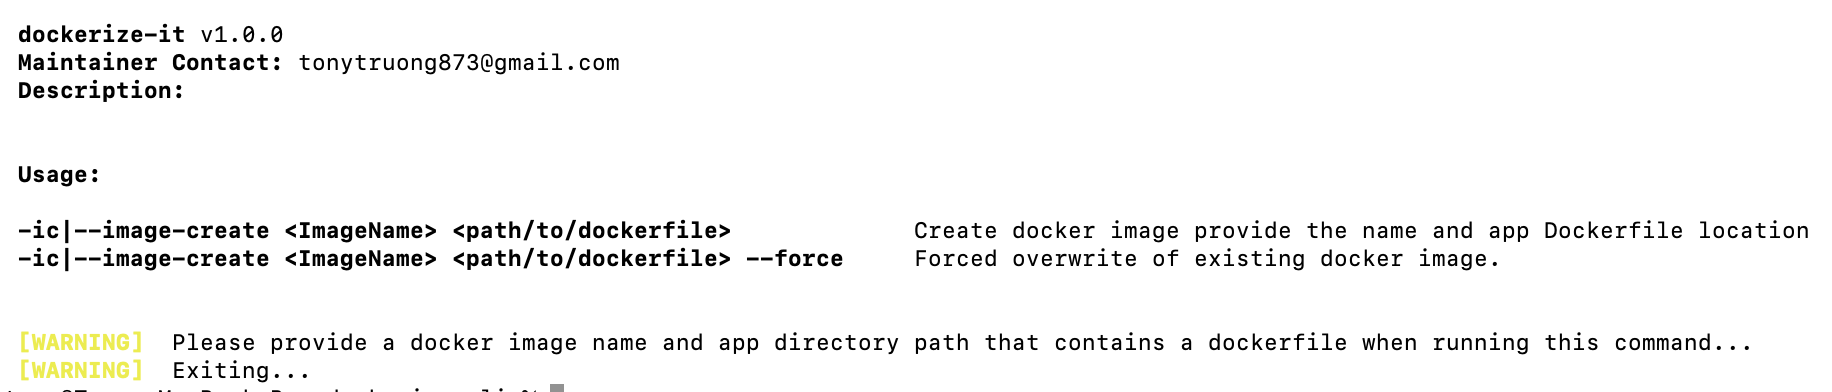 dockerize-it v1.0.0
Maintainer Contact: tonytruong873@gmail.com
Description:
Usage:
-ic|--image-create <ImageName> <path/to/dockerfile> Create docker image provide the name and app Dockerfile location
-ic|--image-create <ImageName> <path/to/dockerfile> --force Forced overwrite of existing docker image.
[WARNING] Please provide a docker image name and app directory path that contains a dockerfile when running this command...
[WARNING] Exiting...